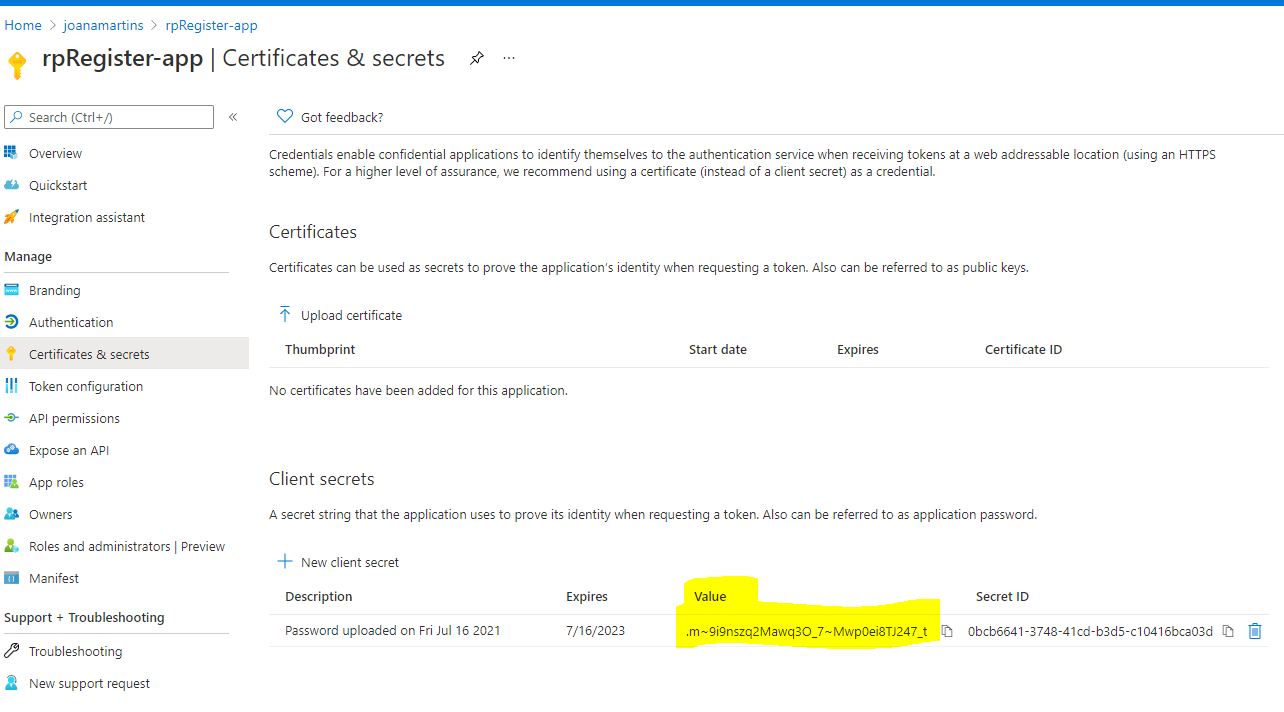 Home > joanamartins > rpRegister-app
rpRegister-app | Certificates & secrets ...
Search (Ctrl+/) «
Overview
Quickstart
Integration assistant
Manage
Branding
Authentication
Certificates & secrets
Token configuration
API permissions
Expose an API
App roles
Owners
Roles and administrators | Preview
Manifest
Support + Troubleshooting
Troubleshooting
New support request
Got feedback?
Credentials enable confidential applications to identify themselves to the authentication service when receiving tokens at a web addressable location (using an HTTPS
scheme). For a higher level of assurance, we recommend using a certificate (instead of a client secret) as a credential.
Certificates
Certificates can be used as secrets to prove the application's identity when requesting a token. Also can be referred to as public keys.
Upload certificate
Thumbprint Start date Expires Certificate ID
No certificates have been added for this application.
Client secrets
A secret string that the application uses to prove its identity when requesting a token. Also can be referred to as application password.
New client secret
Description Expires Value Secret ID
Password uploaded on Fri Jul 16 2021 7/16/2023 .m~9i9nszq2Mawq3O_7~Mwp0ei8TJ247_t 0bcb6641-3748-41cd-b3d5-c10416bca03d